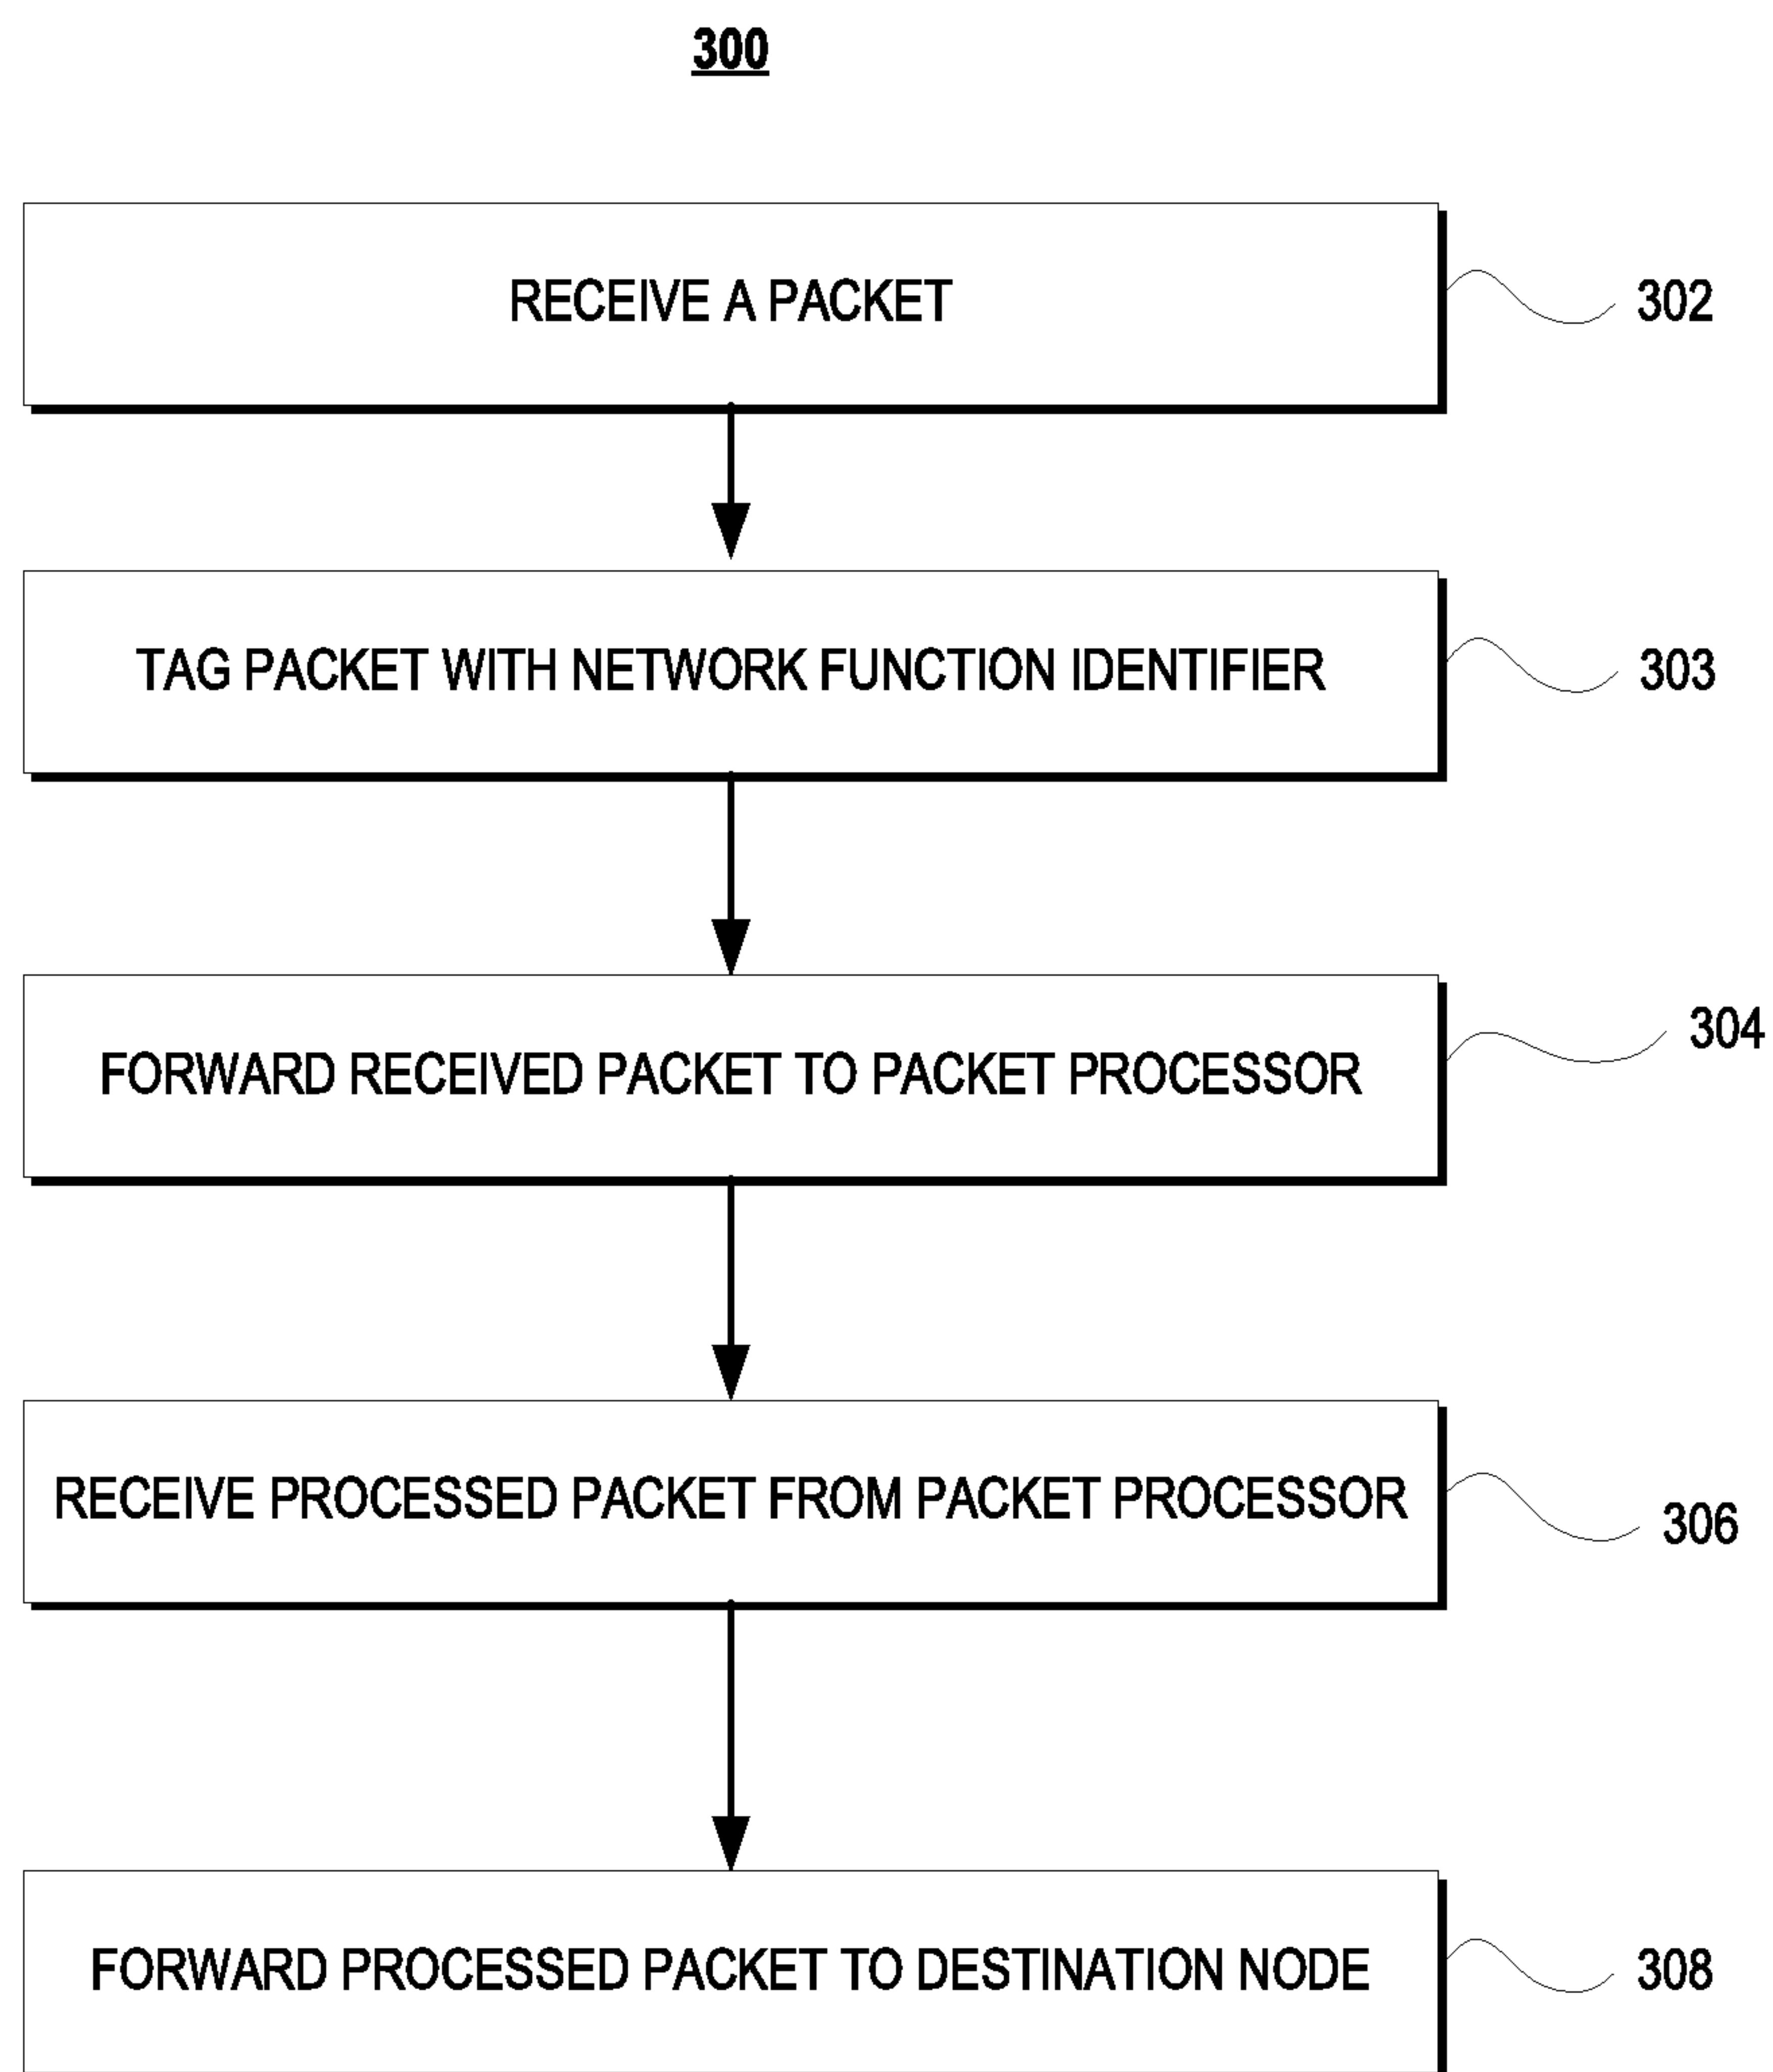 300
RECEIVE A PACKET
302
TAG PACKET WITH NETWORK FUNCTION IDENTIFIER
303
FORWARD RECEIVED PACKET TO PACKET PROCESSOR
304
RECEIVE PROCESSED PACKET FROM PACKET PROCESSOR
306
FORWARD PROCESSED PACKET TO DESTINATION NODE
308